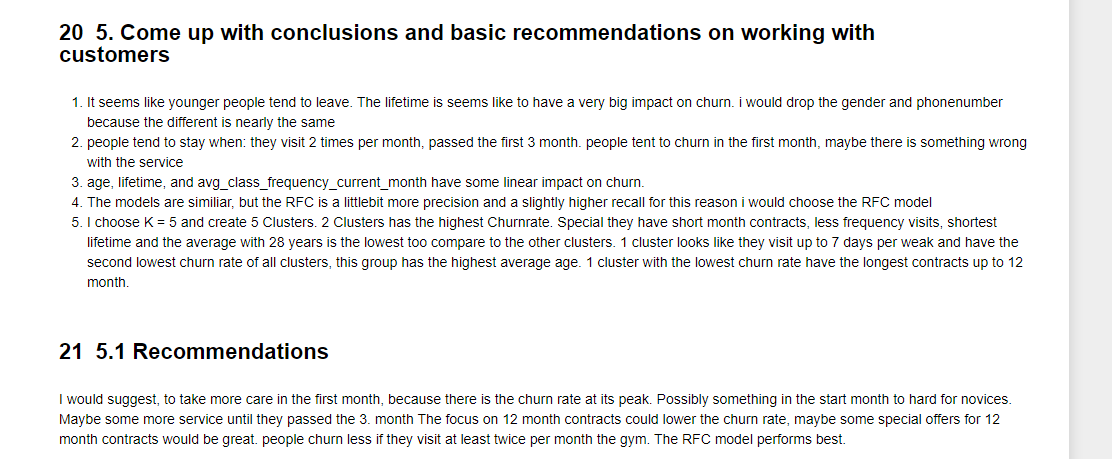 20 5. Come up with conclusions and basic recommendations on working with
customers
1. It seems like younger people tend to leave. The lifetime is seems like to have a very big impact on churn. i would drop the gender and phonenumber
because the different is nearly the same
2. people tend to stay when: they visit 2 times per month, passed the first 3 month. people tent to churn in the first month, maybe there is something wrong
with the service
3. age, lifetime, and avg_class_frequency_current_month have some linear impact on churn.
4. The models are similiar, but the RFC is a littlebit more precision and a slightly higher recall for this reason i would choose the RFC model
5. I choose K = 5 and create 5 Clusters. 2 Clusters has the highest Churnrate. Special they have short month contracts, less frequency visits, shortest
lifetime and the average with 28 years is the lowest too compare to the other clusters. 1 cluster looks like they visit up to 7 days per weak and have the
second lowest churn rate of all clusters, this group has the highest average age. 1 cluster with the lowest churn rate have the longest contracts up to 12
month.
21 5.1 Recommendations
I would suggest, to take more care in the first month, because there is the churn rate at its peak. Possibly something in the start month to hard for novices.
Maybe some more service until they passed the 3. month The focus on 12 month contracts could lower the churn rate, maybe some special offers for 12
month contracts would be great. people churn less if they visit at least twice per month the gym. The RFC model performs best.